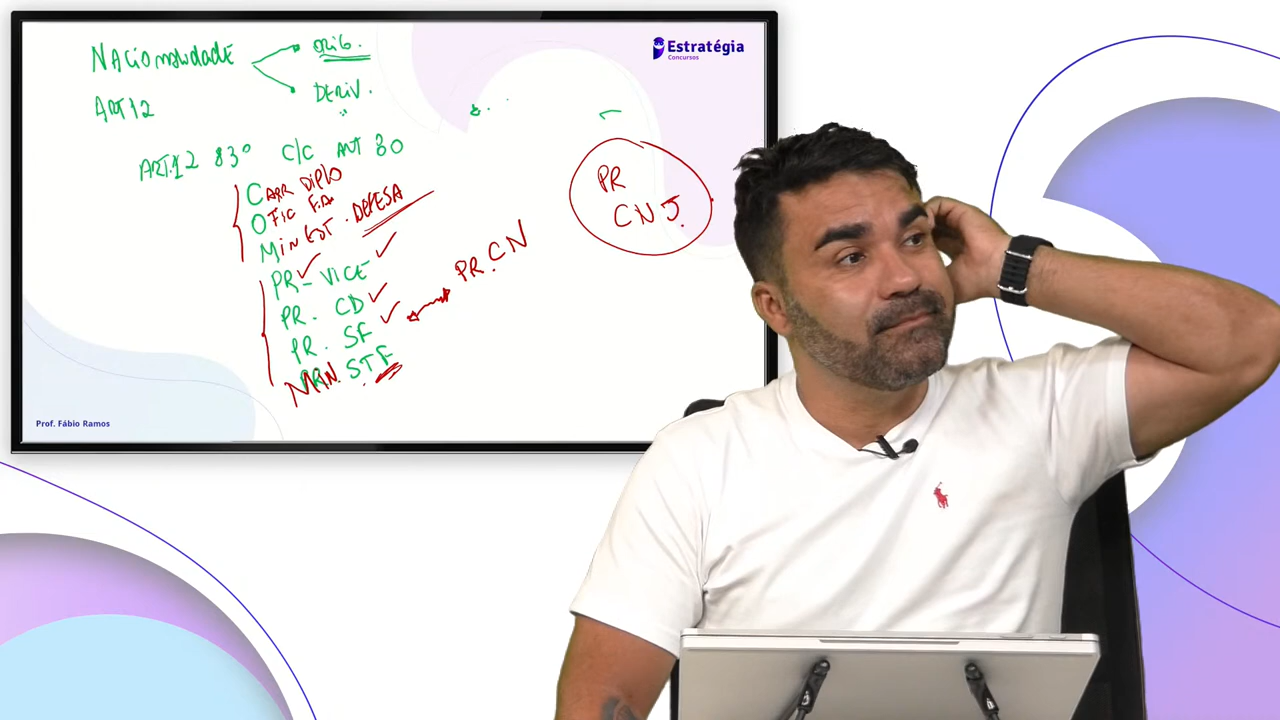 NACIONALIDADE
ORIG.
DERIV.
ART 12
ART.12 §3º C/C ART 80
CARR DIPLO
OFIC F.A.
MIN EST. DEFESA
PR - VICE
PR. CD
PR. SF
MIN. STF
PR. CN
PR
CNJ.
Estratégia
Concursos
Prof. Fábio Ramos